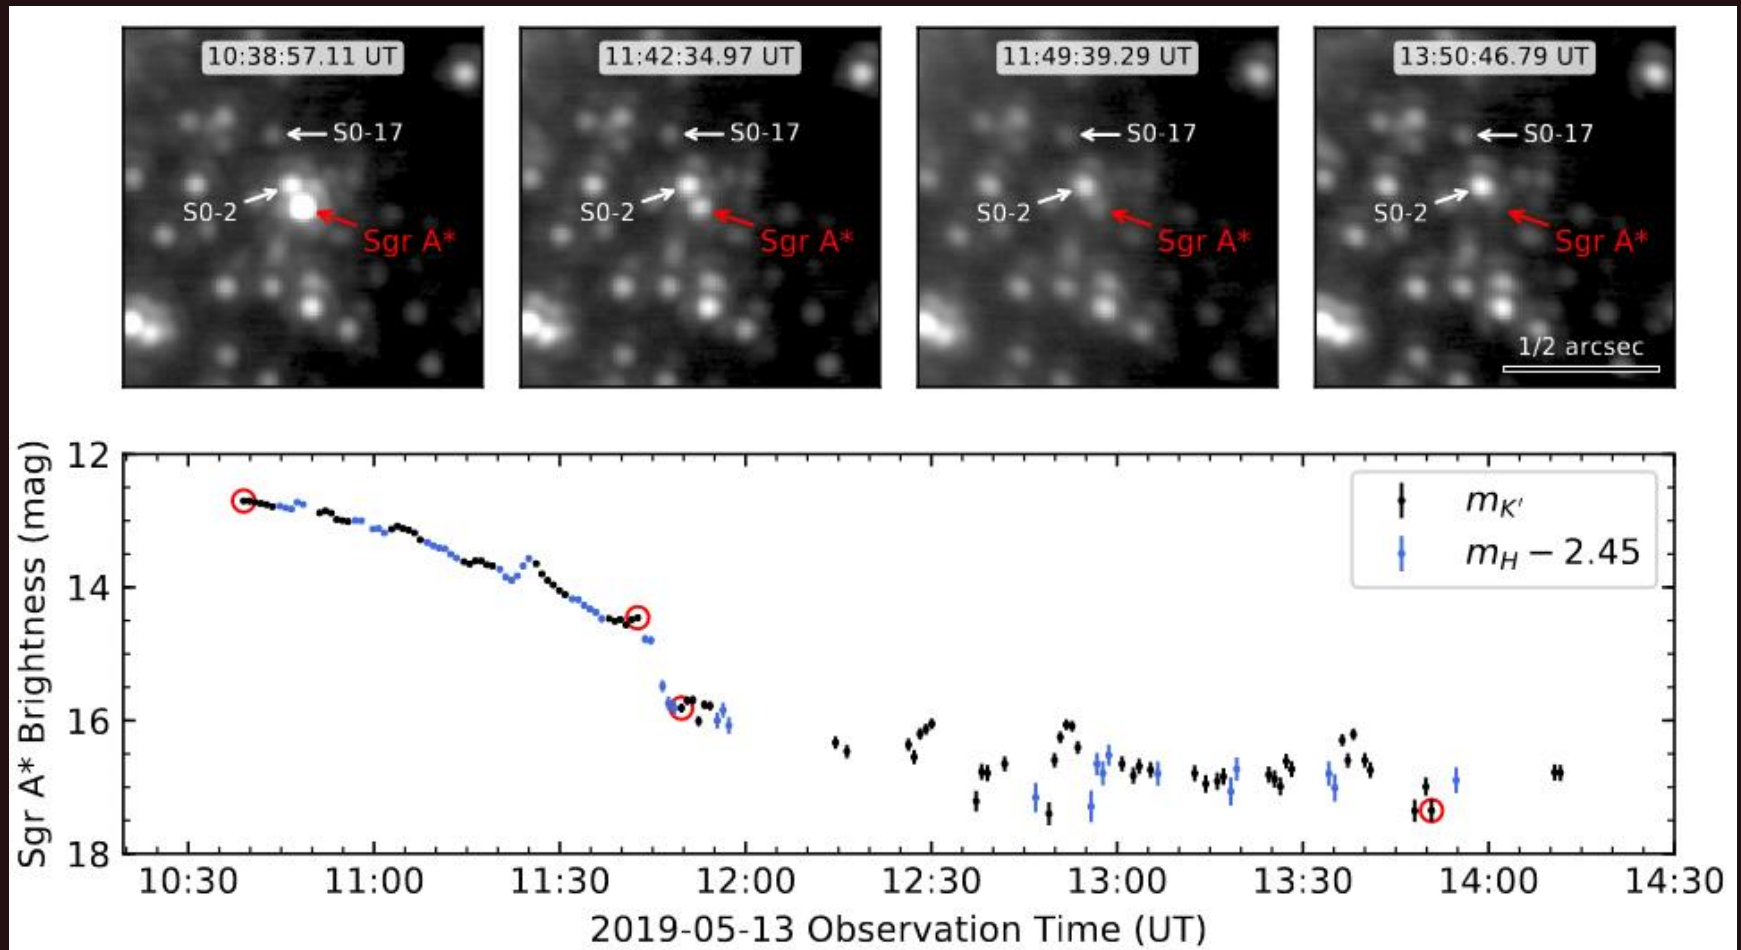 10:38:57.11 UT
S0-17
S0-2
Sgr A*
11:42:34.97 UT
S0-17
S0-2
Sgr A*
11:49:39.29 UT
S0-17
S0-2
Sgr A*
13:50:46.79 UT
S0-17
S0-2
Sgr A*
1/2 arcsec
Sgr A* Brightness (mag)
12
14
16
18
m_K'
m_H − 2.45
10:30 11:00 11:30 12:00 12:30 13:00 13:30 14:00 14:30
2019-05-13 Observation Time (UT)